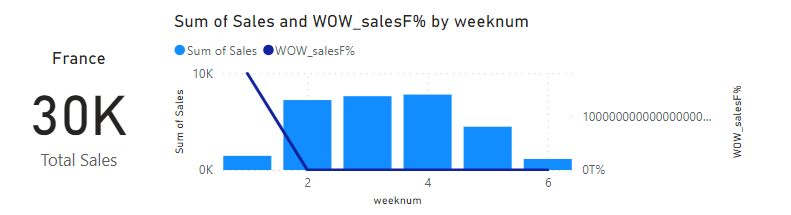 Sum of Sales and WOW_salesF% by weeknum
Sum of Sales WOW_salesF%
France
30K
Total Sales
Sum of Sales
10K
0K
2 4 6
weeknum
10000000000000000...
0T%
WOW_salesF%